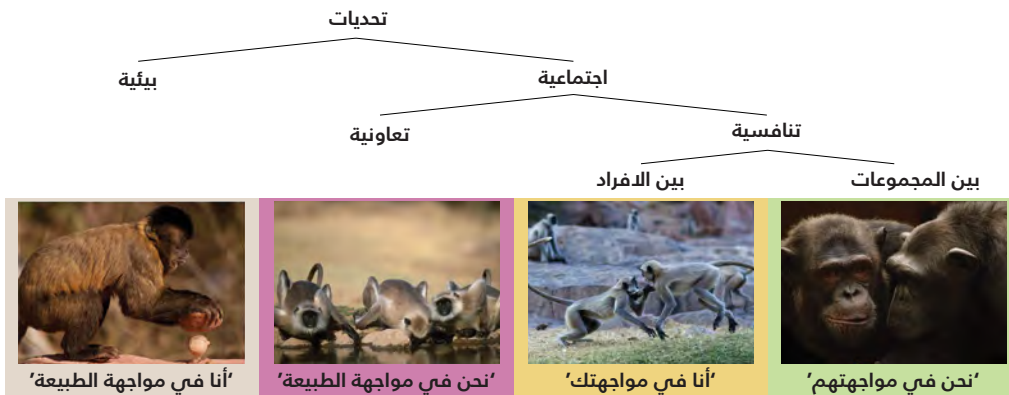 تحديات
اجتماعية
بيئية
تنافسية
تعاونية
بين المجموعات
بين الافراد
‘نحن في مواجهتهم’
‘أنا في مواجهتك’
‘نحن في مواجهة الطبيعة’
‘أنا في مواجهة الطبيعة’